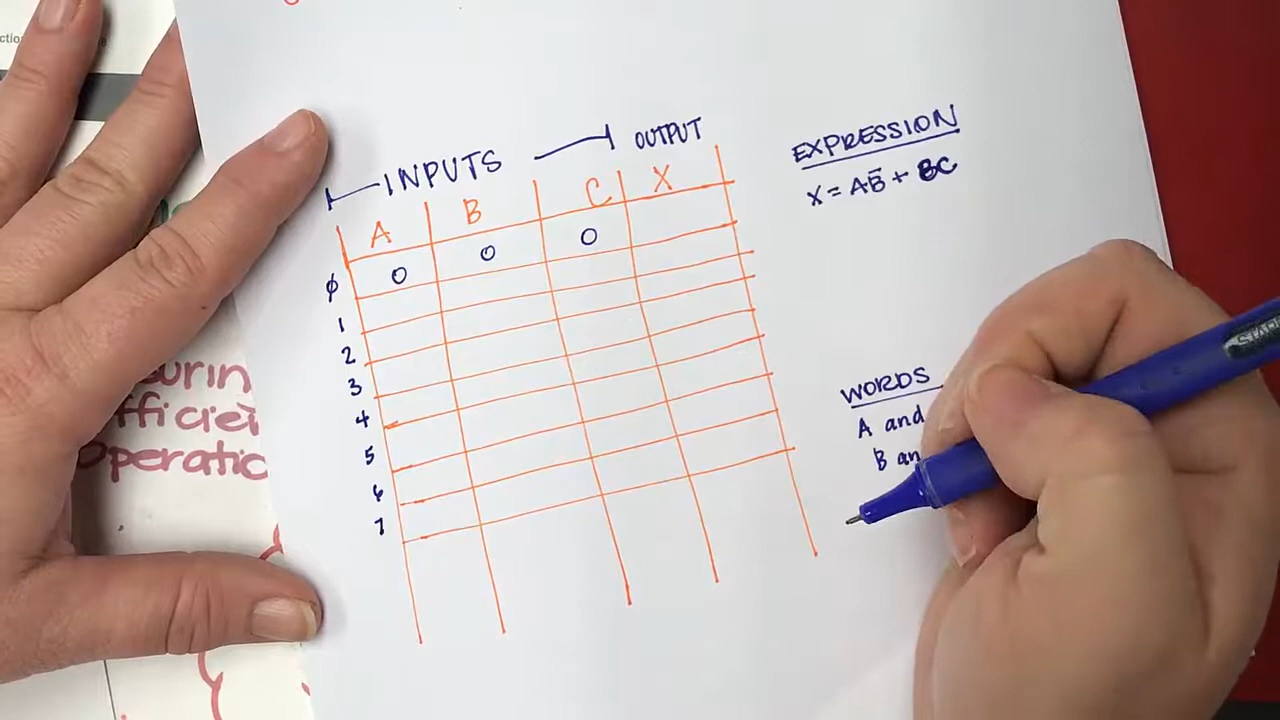 INPUTS OUTPUT
A B C X
φ 0 0 0
1
2
3
4
5
6
7
EXPRESSION
X = AB̅ + BC
WORDS
A and
B an